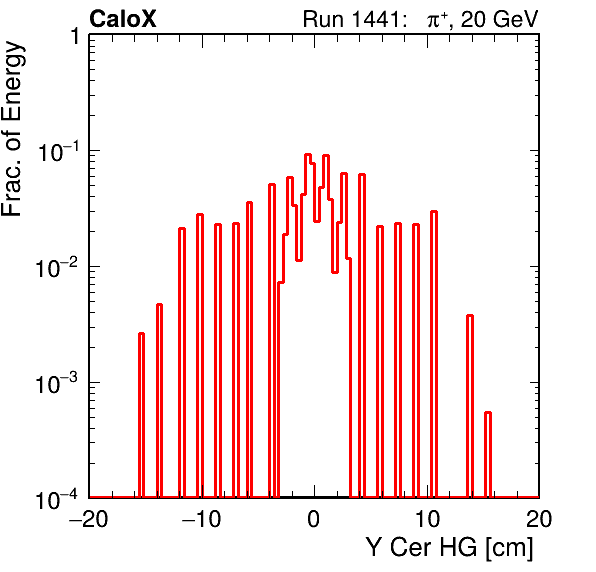 CaloX Run 1441: π⁺, 20 GeV
Frac. of Energy
1
10⁻¹
10⁻²
10⁻³
10⁻⁴
−20 −10 0 10 20
Y Cer HG [cm]